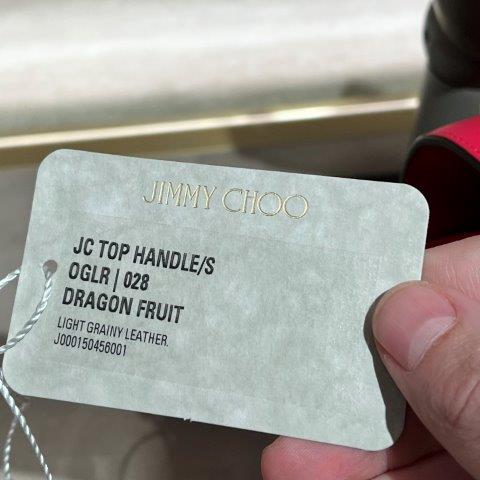 JIMMY CHOO
JC TOP HANDLE/S
OGLR | 028
DRAGON FRUIT
LIGHT GRAINY LEATHER.
J000150456001